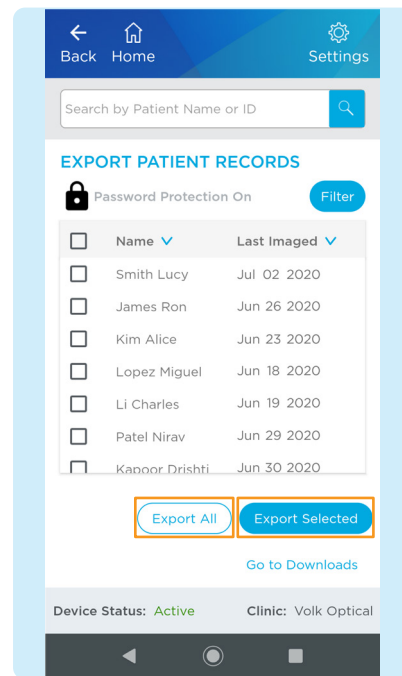 Back Home Settings
Search by Patient Name or ID
EXPORT PATIENT RECORDS
Password Protection On Filter
Name Last Imaged
Smith Lucy Jul 02 2020
James Ron Jun 26 2020
Kim Alice Jun 23 2020
Lopez Miguel Jun 18 2020
Li Charles Jun 19 2020
Patel Nirav Jun 29 2020
Kapoor Drishti Jun 30 2020
Export All Export Selected
Go to Downloads
Device Status: Active Clinic: Volk Optical